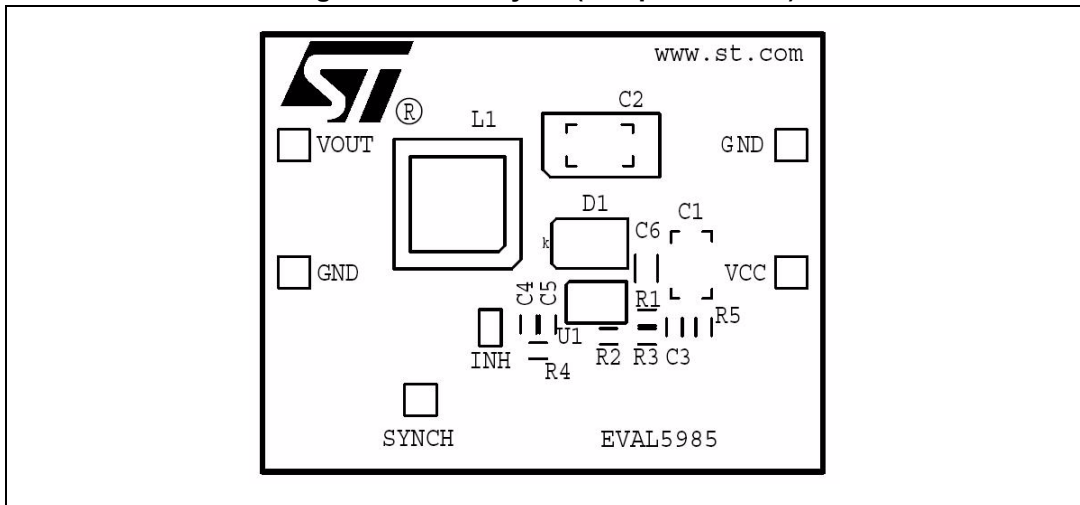 www.st.com
ST®
C2
L1
VOUT
GND
D1
C1
C6
k
GND
VCC
C4
C5
R1
R5
U1
INH
R2
R3
C3
R4
SYNCH
EVAL5985